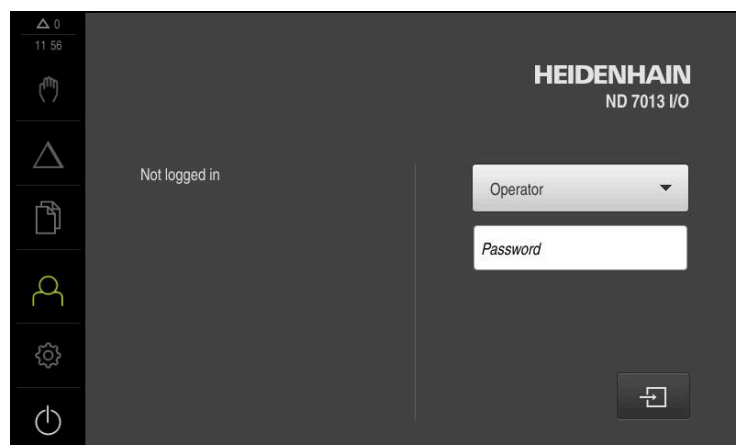 0
11 56
HEIDENHAIN
ND 7013 I/O
Not logged in
Operator
Password